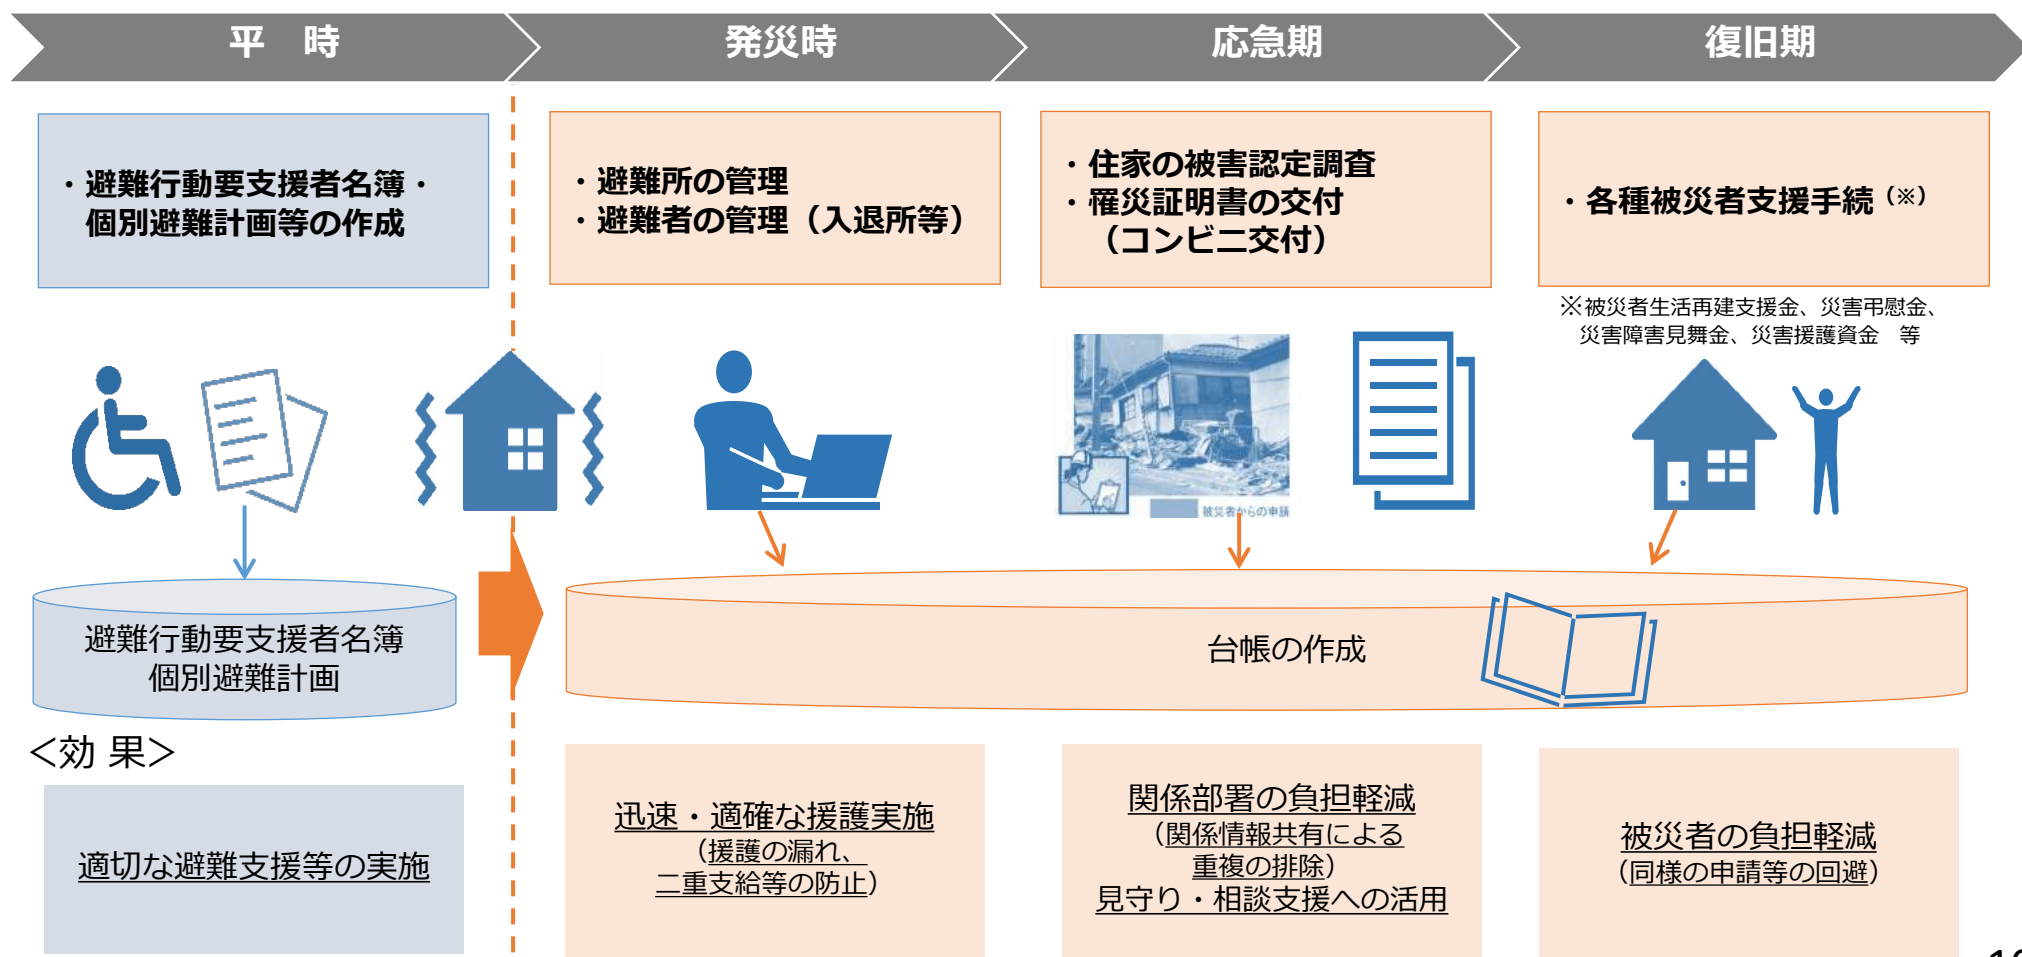 平　時
発災時
応急期
復旧期
・避難行動要支援者名簿・
個別避難計画等の作成
・避難所の管理
・避難者の管理（入退所等）
・住家の被害認定調査
・罹災証明書の交付
（コンビニ交付）
・各種被災者支援手続（※）
※被災者生活再建支援金、災害弔慰金、
災害障害見舞金、災害援護資金　等
被災者からの申請
避難行動要支援者名簿
個別避難計画
台帳の作成
＜効 果＞
適切な避難支援等の実施
迅速・適確な援護実施
（援護の漏れ、
二重支給等の防止）
関係部署の負担軽減
（関係情報共有による
重複の排除）
見守り・相談支援への活用
被災者の負担軽減
（同様の申請等の回避）